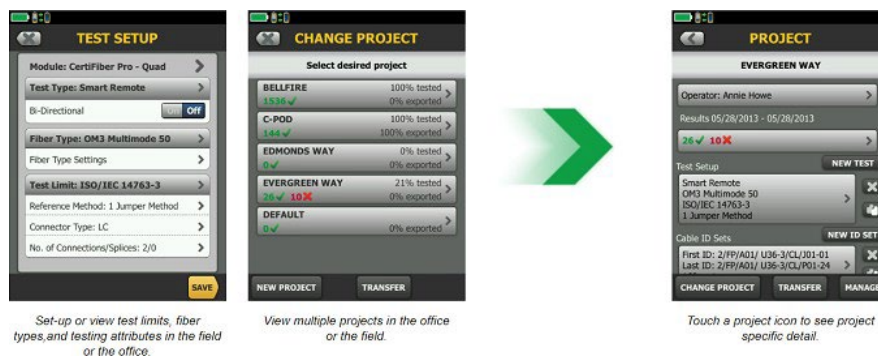 TEST SETUP
Module: CertiFiber Pro - Quad
Test Type: Smart Remote
Bi-Directional
On Off
Fiber Type: OM3 Multimode 50
Fiber Type Settings
Test Limit: ISO/IEC 14763-3
Reference Method: 1 Jumper Method
Connector Type: LC
No. of Connections/Splices: 2/0
SAVE
Set-up or view test limits, fiber
types,and testing attributes in the field
or the office.
CHANGE PROJECT
Select desired project
BELLFIRE 100% tested
1536 0% exported
C-POD 100% tested
144 100% exported
EDMONDS WAY 0% tested
0 0% exported
EVERGREEN WAY 21% tested
26 10 0% exported
DEFAULT
0 0% exported
NEW PROJECT TRANSFER
View multiple projects in the office
or the field.
PROJECT
EVERGREEN WAY
Operator: Annie Howe
Results 05/28/2013 - 05/28/2013
26 10
Test Setup NEW TEST
Smart Remote
OM3 Multimode 50
ISO/IEC 14763-3
1 Jumper Method
Cable ID Sets NEW ID SET
First ID: 2/FP/A01/ U36-3/CL/J01-01
Last ID: 2/FP/A01/ U36-3/CL/P01-24
CHANGE PROJECT TRANSFER MANAGE
Touch a project icon to see project
specific detail.